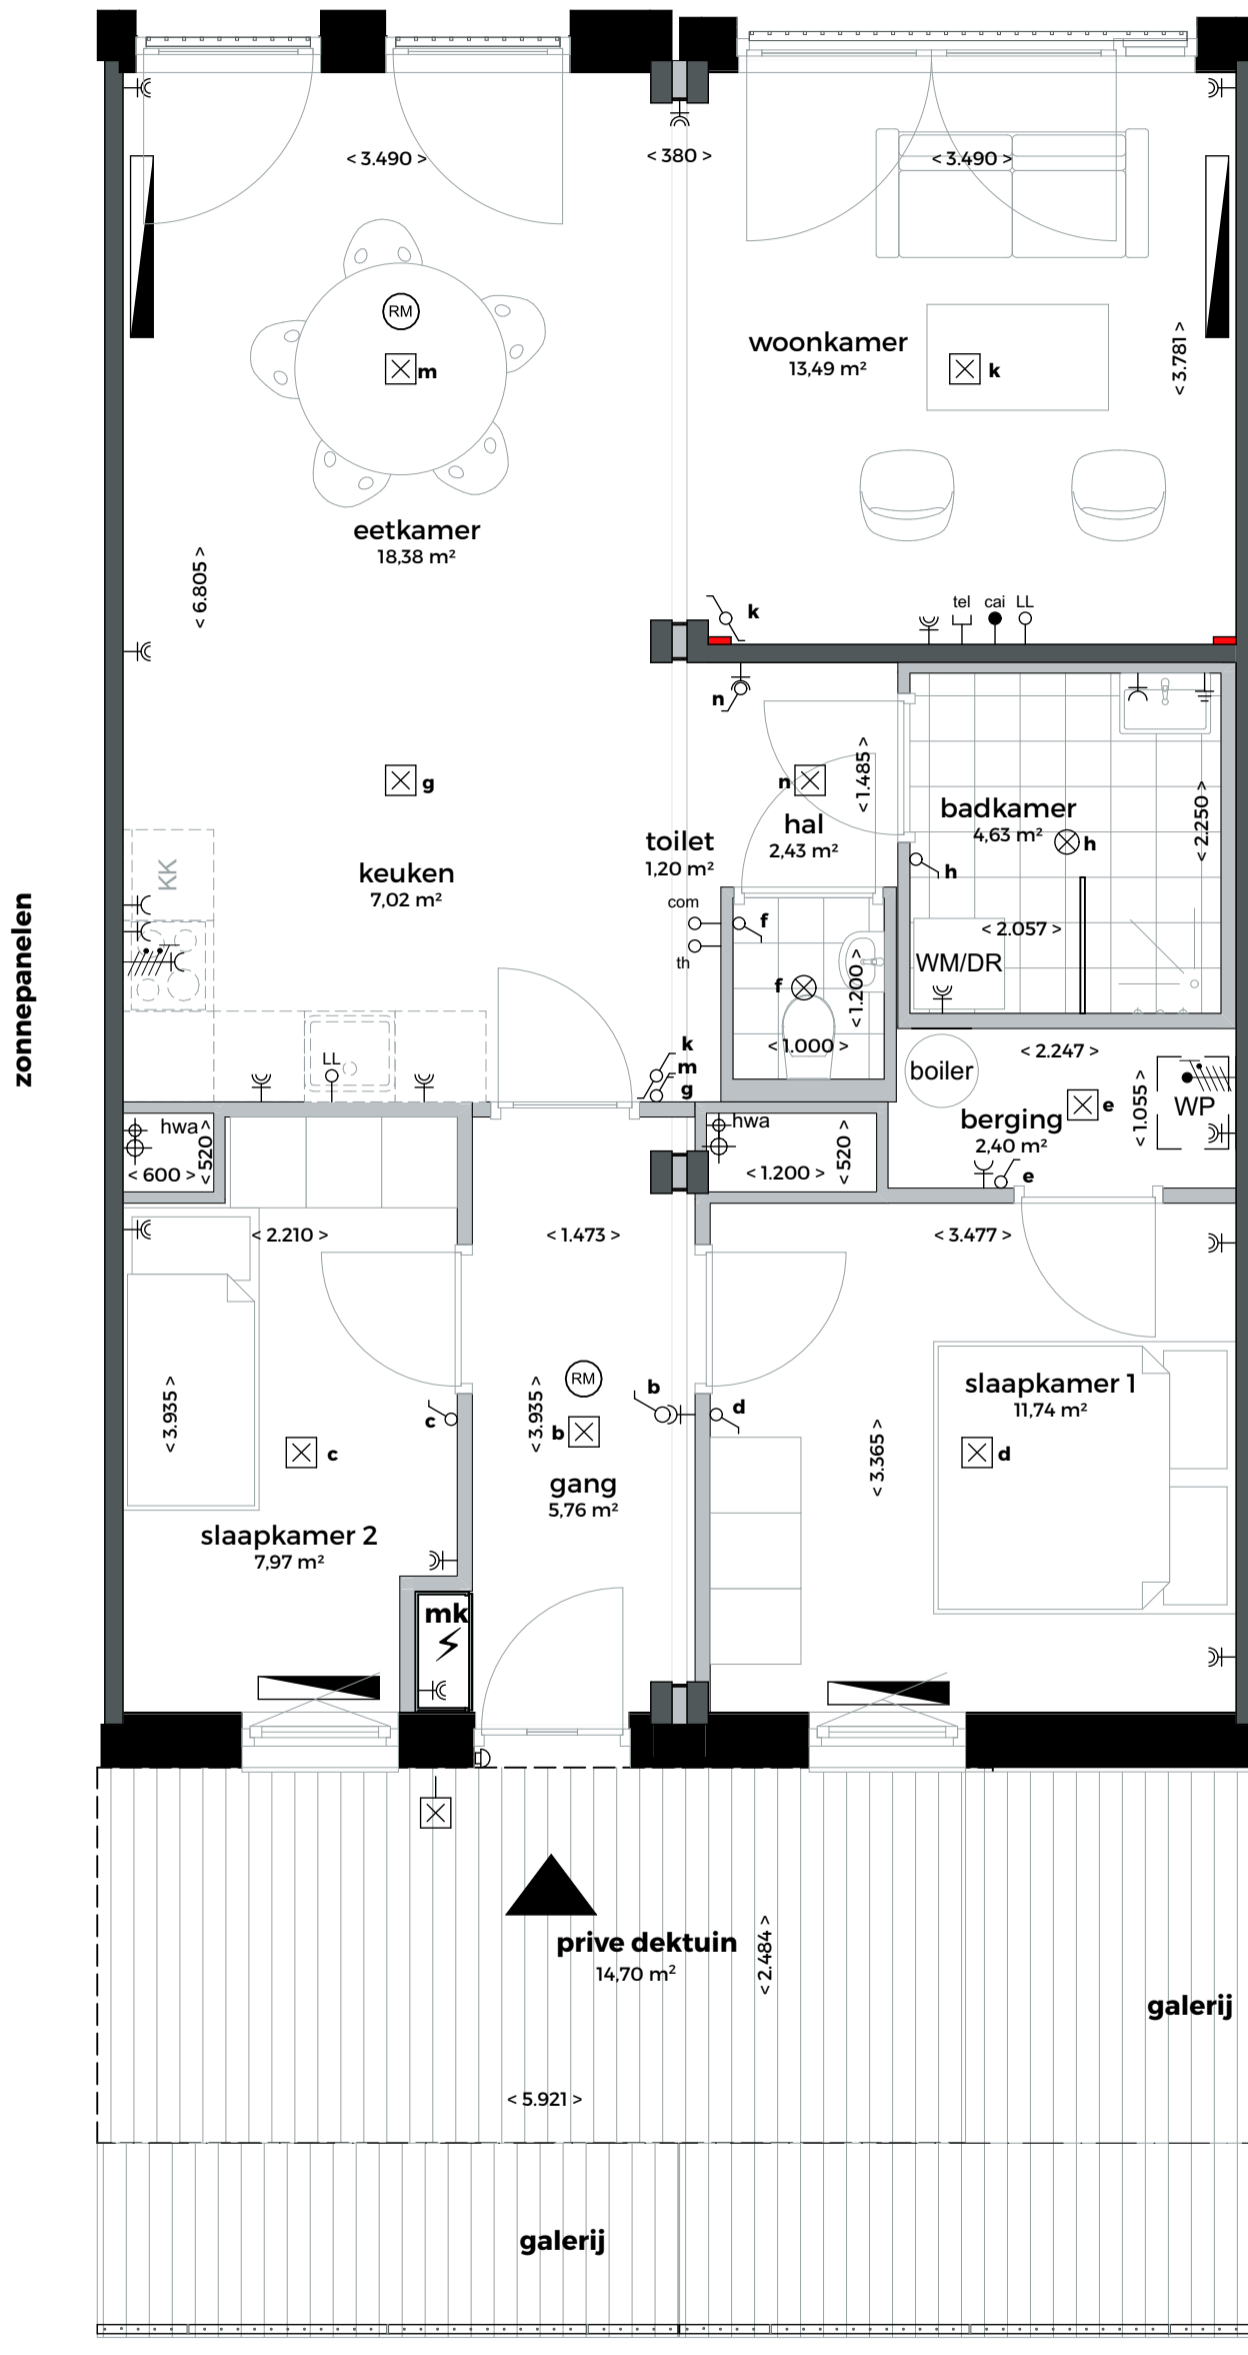 < 3.490 >
< 380 >
< 3.490 >
RM
m
woonkamer
13,49 m²
k
< 3.781 >
eetkamer
18,38 m²
< 6.805 >
k
tel
cai
LL
n
g
n
< 1.485 >
hal
2,43 m²
badkamer
4,63 m²
h
< 2.250 >
toilet
1,20 m²
KK
keuken
7,02 m²
h
com
f
th
< 2.057 >
WM/DR
f
< 1.200 >
< 1.000 >
zonnepanelen
LL
k
m
g
boiler
< 2.247 >
e
< 1.055 >
WP
berging
2,40 m²
e
hwa
< 600 >
< 520 >
hwa
< 1.200 >
< 520 >
< 2.210 >
< 1.473 >
< 3.477 >
RM
b
b
gang
5,76 m²
< 3.935 >
< 3.935 >
c
c
slaapkamer 2
7,97 m²
d
slaapkamer 1
11,74 m²
d
< 3.365 >
mk
prive dektuin
14,70 m²
< 2.484 >
galerij
< 5.921 >
galerij